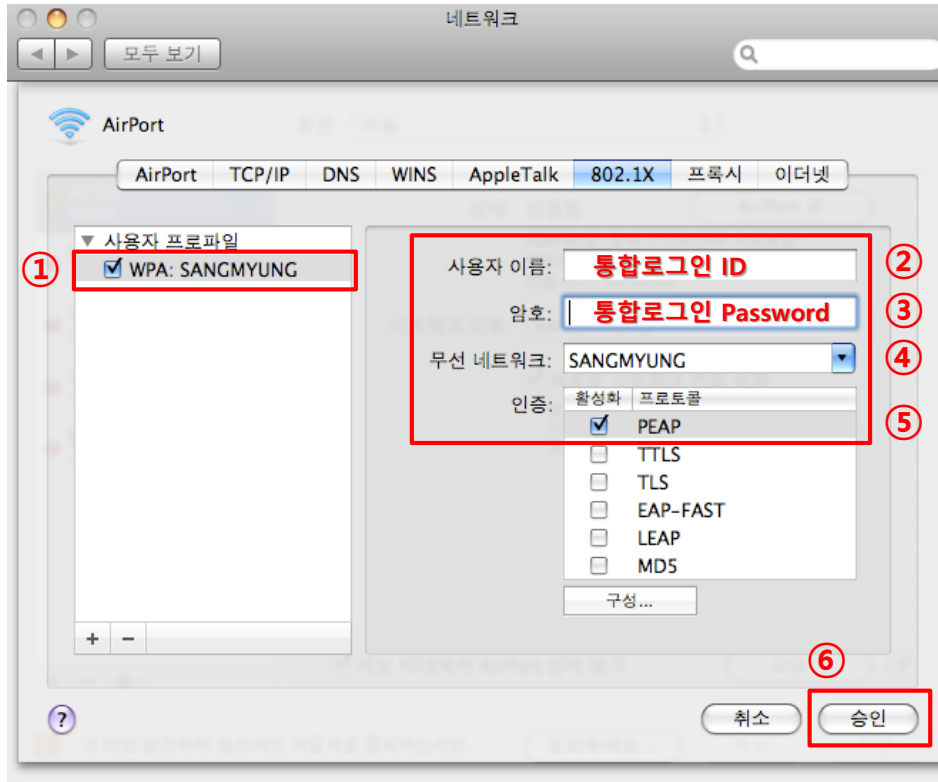 네트워크
모두 보기
AirPort
AirPort TCP/IP DNS WINS AppleTalk 802.1X 프록시 이더넷
▼ 사용자 프로파일
① WPA: SANGMYUNG
사용자 이름: 통합로그인 ID ②
암호: 통합로그인 Password ③
무선 네트워크: SANGMYUNG ④
인증: 활성화 프로토콜
PEAP ⑤
TTLS
TLS
EAP-FAST
LEAP
MD5
구성...
+ −
⑥
? 취소 승인